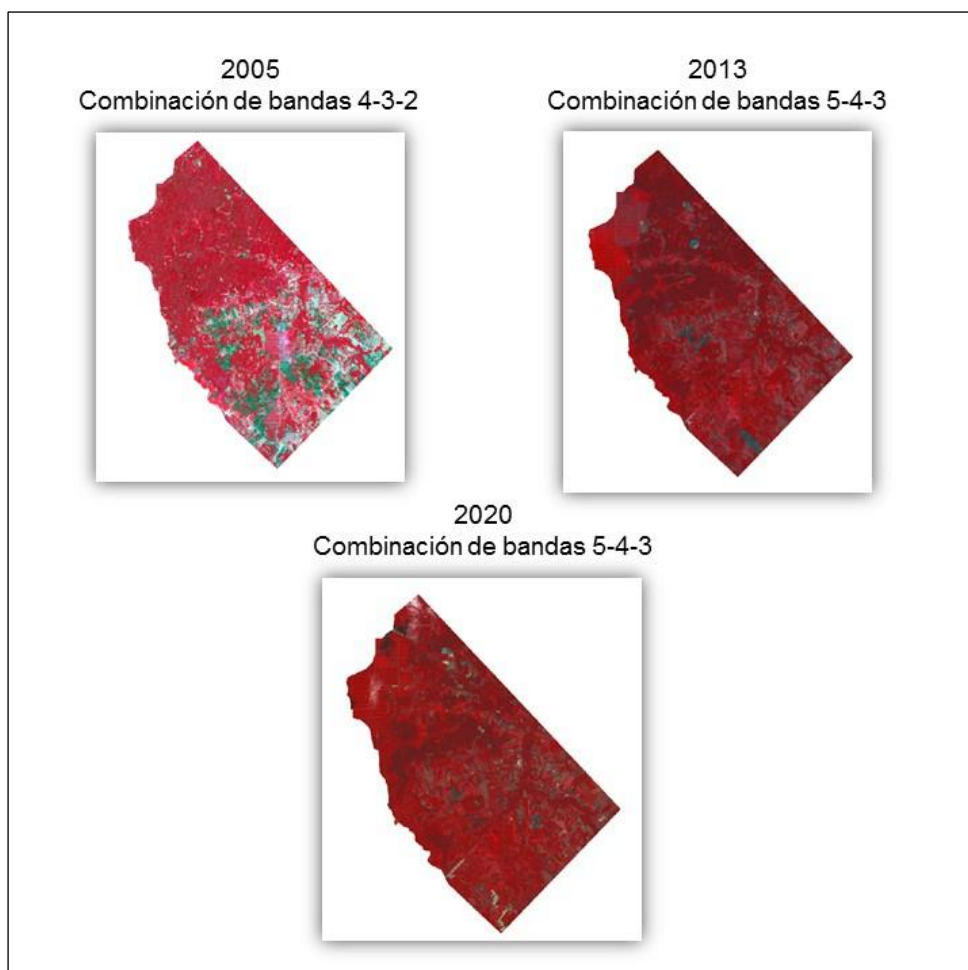 2005
Combinación de bandas 4-3-2
2013
Combinación de bandas 5-4-3
2020
Combinación de bandas 5-4-3